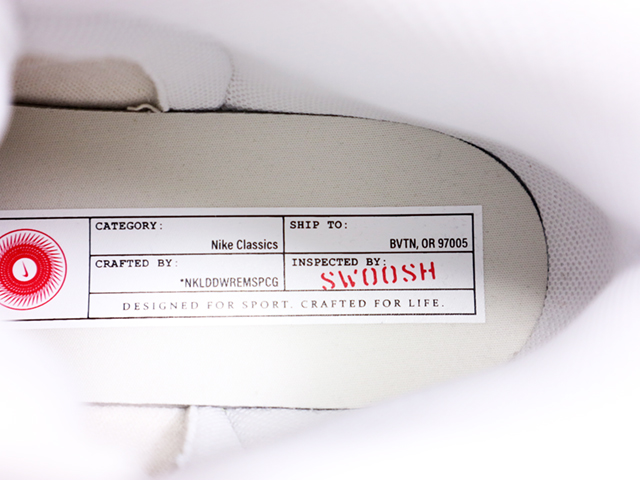 CATEGORY:
Nike Classics
SHIP TO:
BVTN, OR 97005
CRAFTED BY:
*NKLDDWREMSPCG
INSPECTED BY:
SWOOSH
DESIGNED FOR SPORT. CRAFTED FOR LIFE.